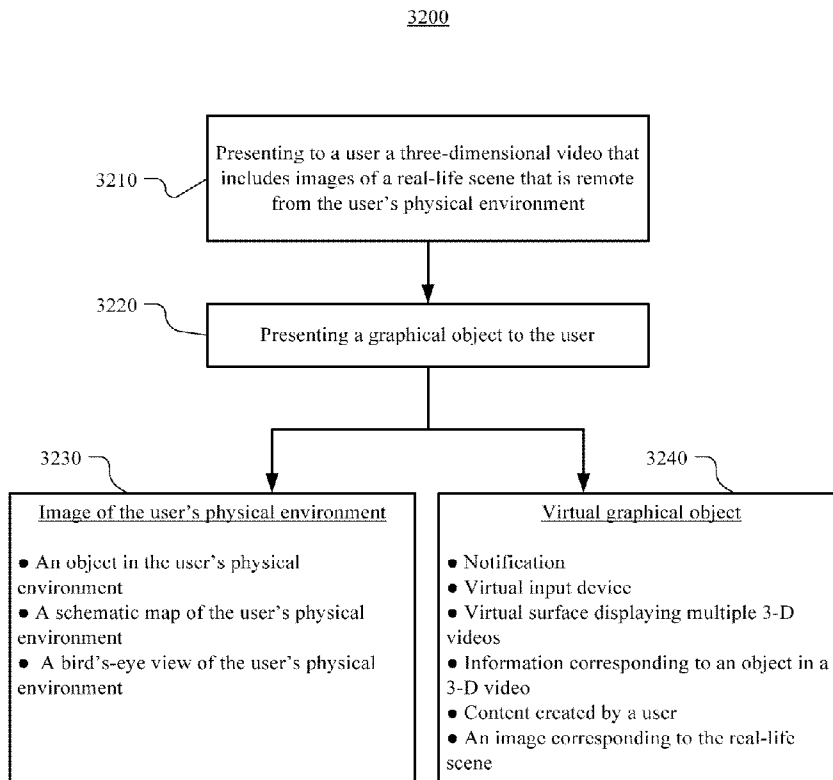 3200
3210
Presenting to a user a three-dimensional video that
includes images of a real-life scene that is remote
from the user's physical environment
3220
Presenting a graphical object to the user
3230
Image of the user's physical environment
● An object in the user's physical
environment
● A schematic map of the user's physical
environment
● A bird's-eye view of the user's physical
environment
3240
Virtual graphical object
● Notification
● Virtual input device
● Virtual surface displaying multiple 3-D
videos
● Information corresponding to an object in a
3-D video
● Content created by a user
● An image corresponding to the real-life
scene